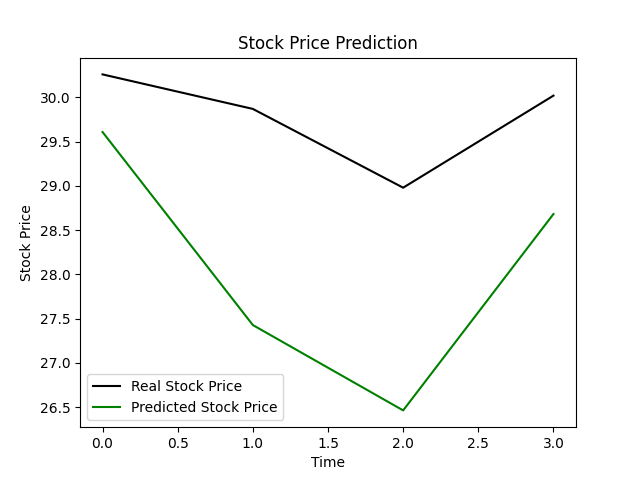 Stock Price Prediction
Stock Price
30.0
29.5
29.0
28.5
28.0
27.5
27.0
26.5
Real Stock Price
Predicted Stock Price
0.0 0.5 1.0 1.5 2.0 2.5 3.0
Time